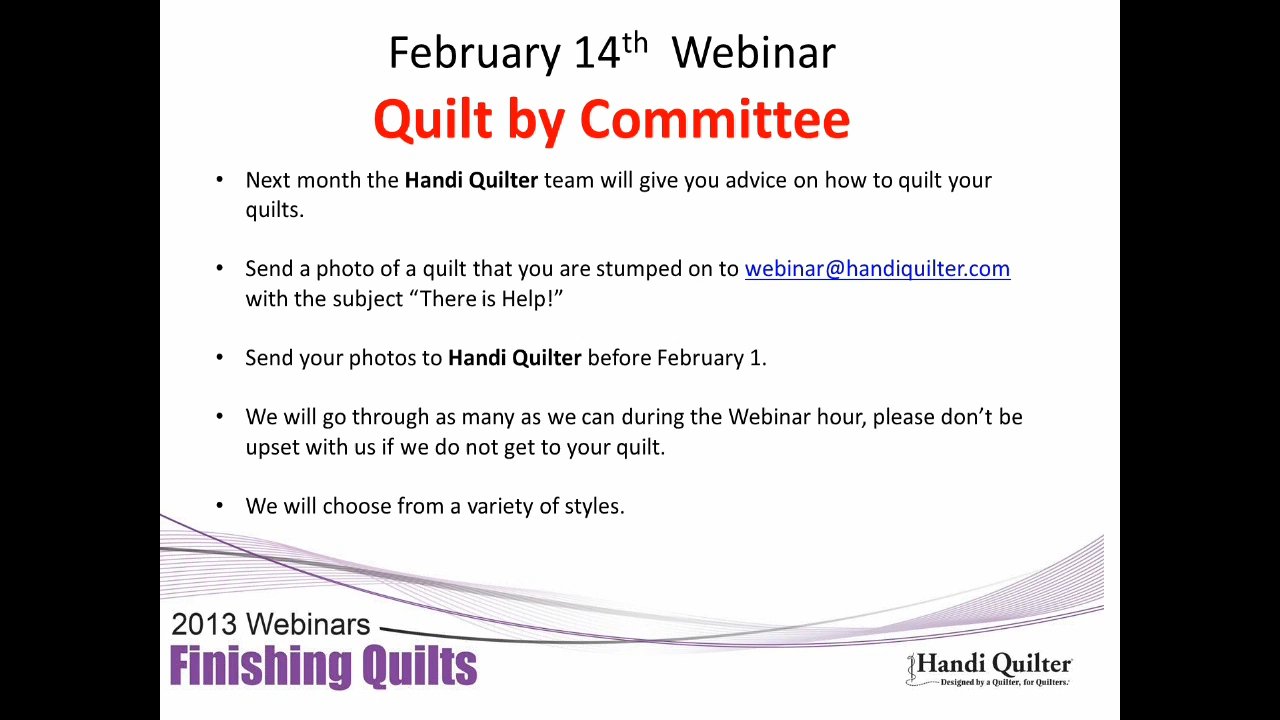 February 14th Webinar
Quilt by Committee
• Next month the Handi Quilter team will give you advice on how to quilt your
quilts.
• Send a photo of a quilt that you are stumped on to webinar@handiquilter.com
with the subject “There is Help!”
• Send your photos to Handi Quilter before February 1.
• We will go through as many as we can during the Webinar hour, please don’t be
upset with us if we do not get to your quilt.
• We will choose from a variety of styles.
2013 Webinars
Finishing Quilts
Handi Quilter
Designed by a Quilter, for Quilters.